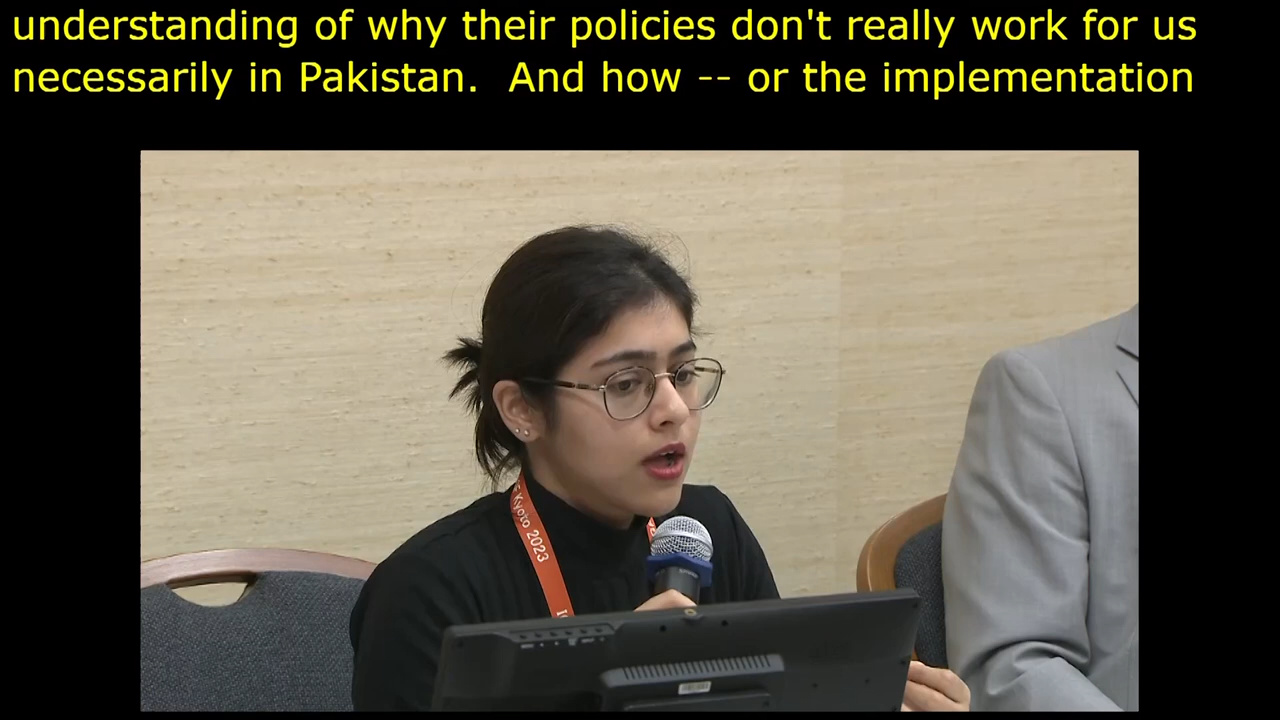 understanding of why their policies don't really work for us
necessarily in Pakistan.  And how -- or the implementation
Kyoto 2023